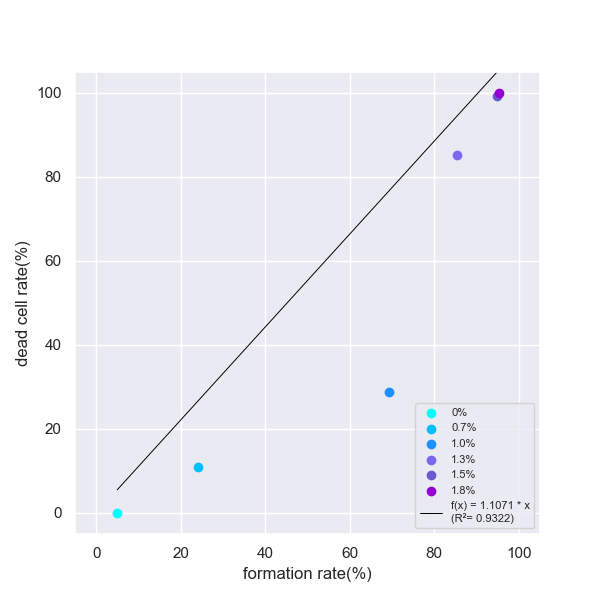 100
80
60
40
20
0
dead cell rate(%)
0 20 40 60 80 100
formation rate(%)
0%
0.7%
1.0%
1.3%
1.5%
1.8%
f(x) = 1.1071 * x
(R²= 0.9322)